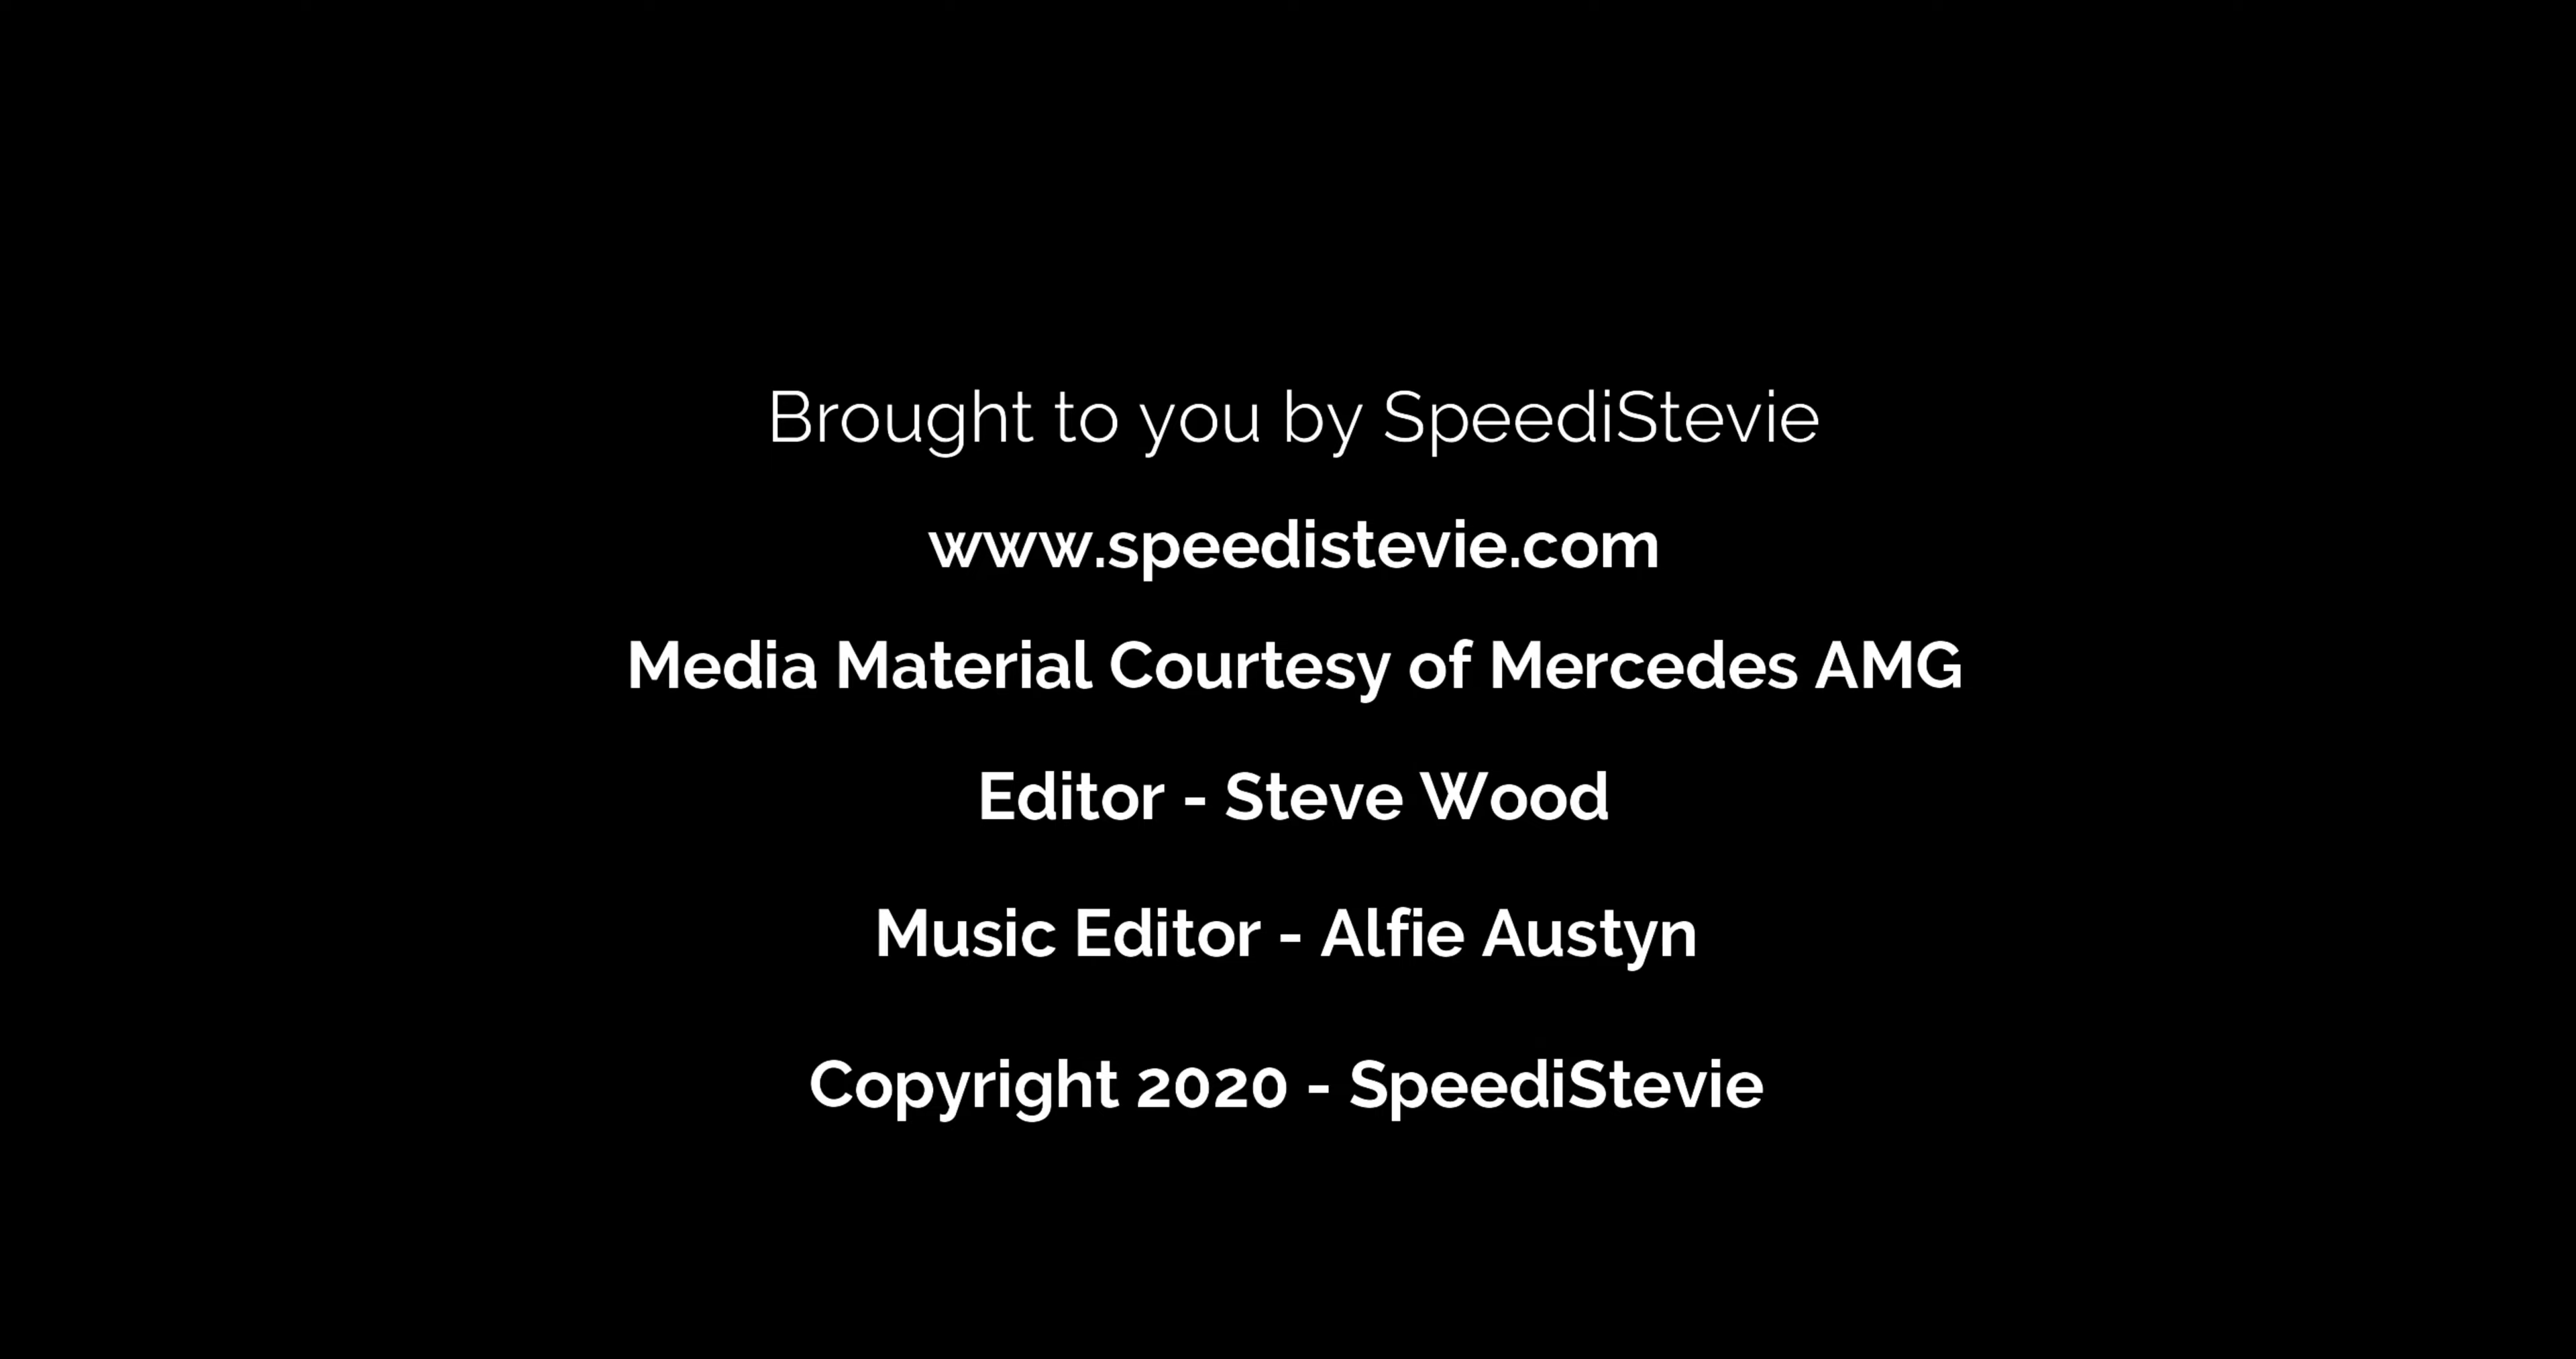 Brought to you by SpeediStevie
www.speedistevie.com
Media Material Courtesy of Mercedes AMG
Editor - Steve Wood
Music Editor - Alfie Austyn
Copyright 2020 - SpeediStevie